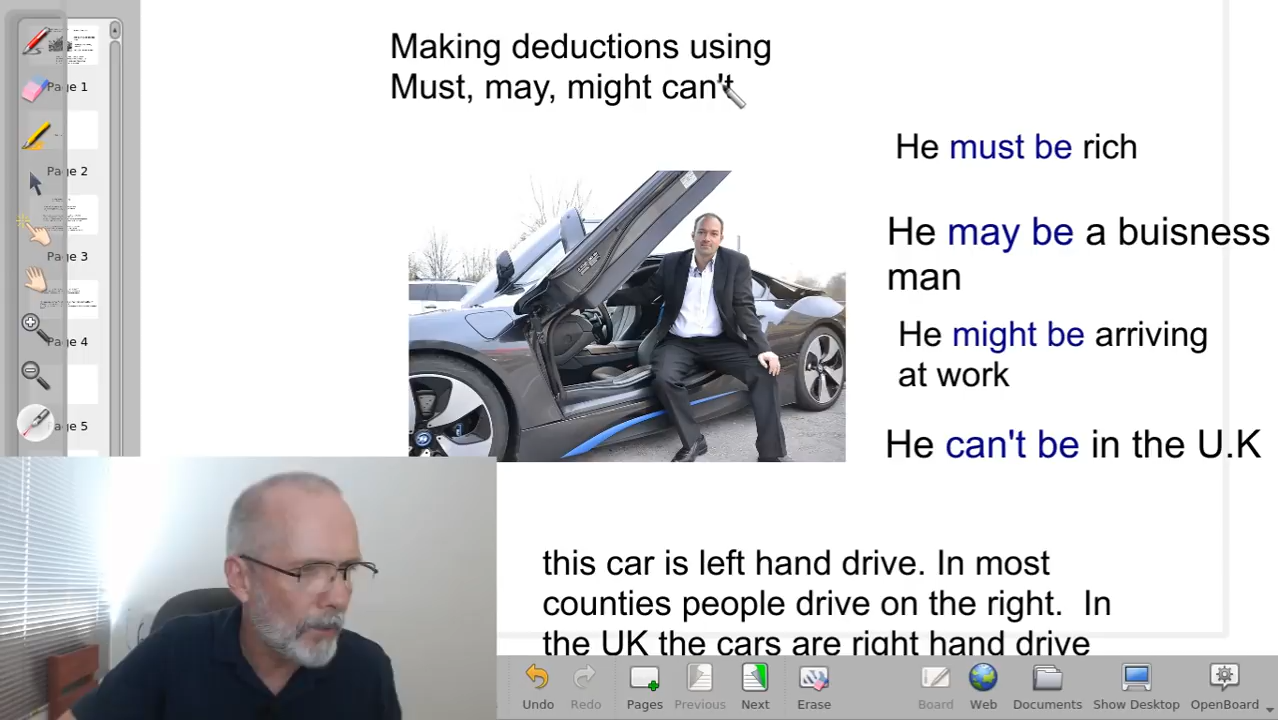 Making deductions using
Must, may, might can't
He must be rich
He may be a buisness
man
He might be arriving
at work
He can't be in the U.K
this car is left hand drive. In most
counties people drive on the right.  In
the UK the cars are right hand drive
Page 1
Page 2
Page 3
Page 4
age 5
Undo
Redo
Pages
Previous
Next
Erase
Board
Web
Documents
Show Desktop
OpenBoard